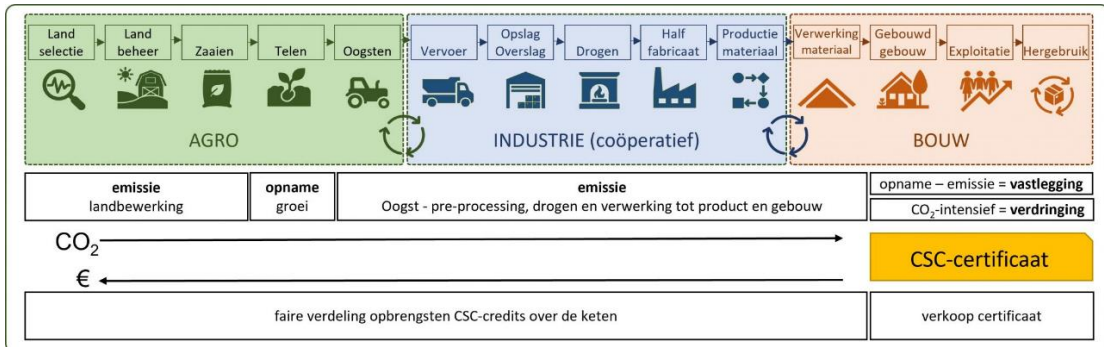 Land
selectie
Land
beheer
Zaaien
Telen
Oogsten
Vervoer
Opslag
Overslag
Drogen
Half
fabricaat
Productie
materiaal
Verwerking
materiaal
Gebouwd
gebouw
Exploitatie
Hergebruik
AGRO
INDUSTRIE (coöperatief)
BOUW
emissie
landbewerking
opname
groei
emissie
Oogst - pre-processing, drogen en verwerking tot product en gebouw
opname – emissie = vastlegging
CO₂-intensief = verdringing
CO₂
€
CSC-certificaat
faire verdeling opbrengsten CSC-credits over de keten
verkoop certificaat